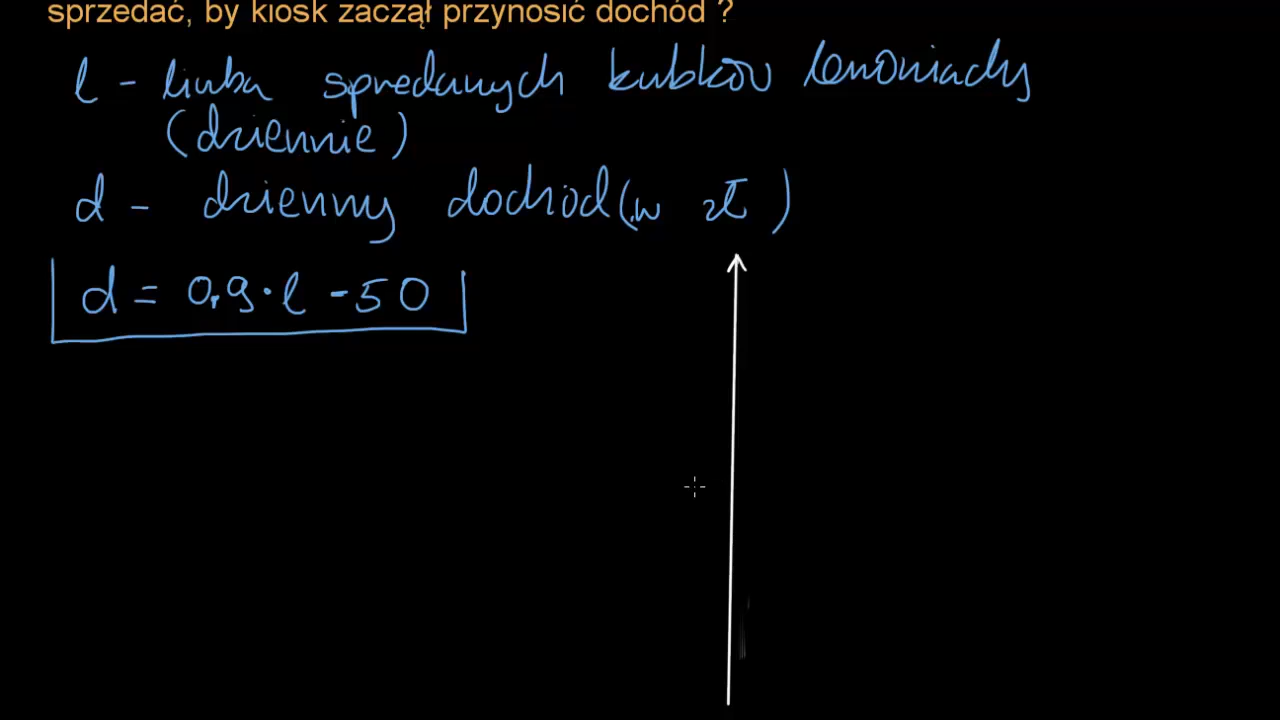 sprzedać, by kiosk zaczął przynosić dochód ?
l - liczba sprzedanych kubków lemoniady
(dziennie)
d - dzienny dochód (w zł)
d = 0,9 · l - 50